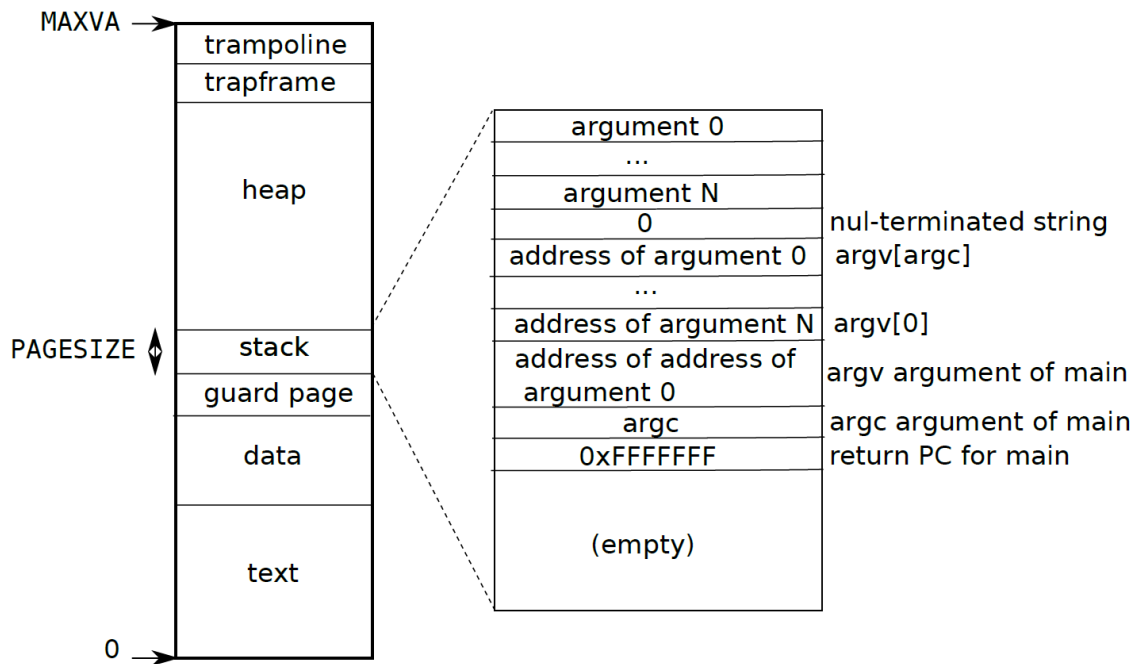 MAXVA
trampoline
trapframe
heap
PAGESIZE
stack
guard page
data
text
0
argument 0
...
argument N
0
nul-terminated string
address of argument 0
argv[argc]
...
address of argument N
argv[0]
address of address of
argument 0
argv argument of main
argc
argc argument of main
0xFFFFFFF
return PC for main
(empty)